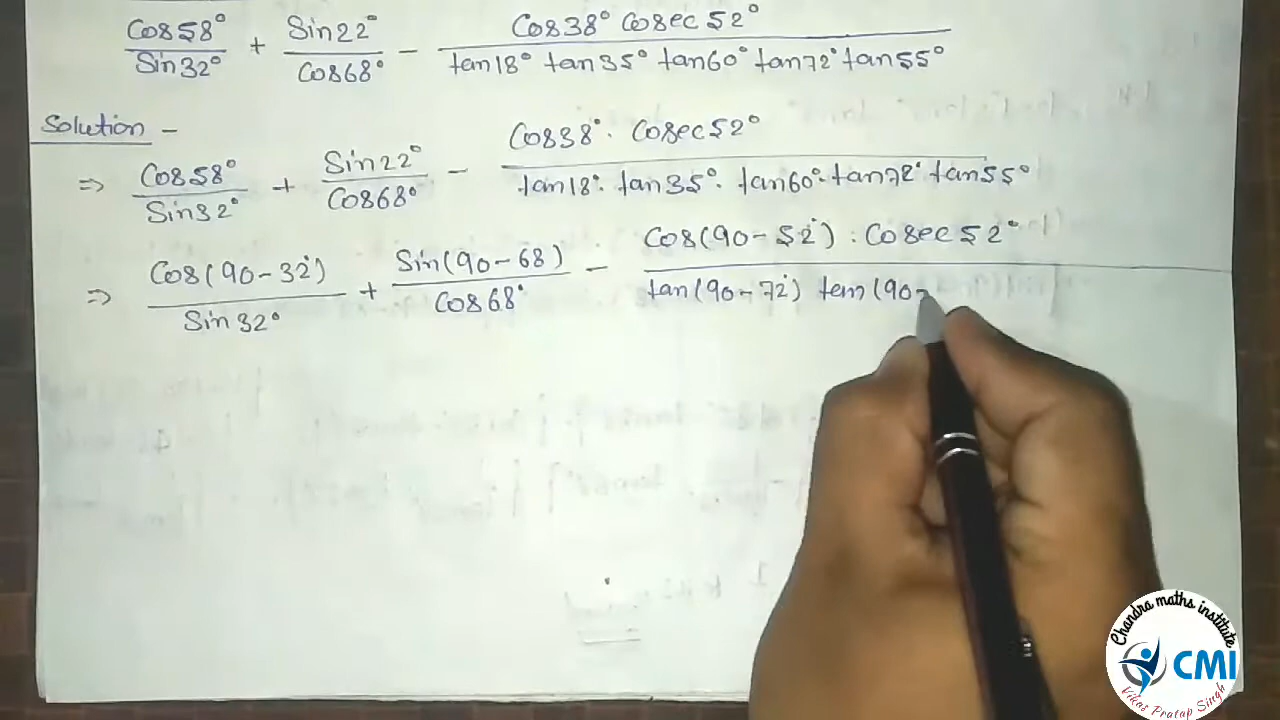 Cos58° / Sin32° + Sin22° / Cos68° - Cos38° Cosec52° / tan18° tan35° tan60° tan72° tan55°
Solution -
⇒ Cos58° / Sin32° + Sin22° / Cos68° - Cos38°. Cosec52° / tan18°. tan35°. tan60°. tan72° tan55°
⇒ Cos(90-32°) / Sin32° + Sin(90-68) / Cos68° - Cos(90-52°). Cosec52° / tan(90-72°) tan(90-
Chandra maths institute
CMI
Vikas Pratap Singh